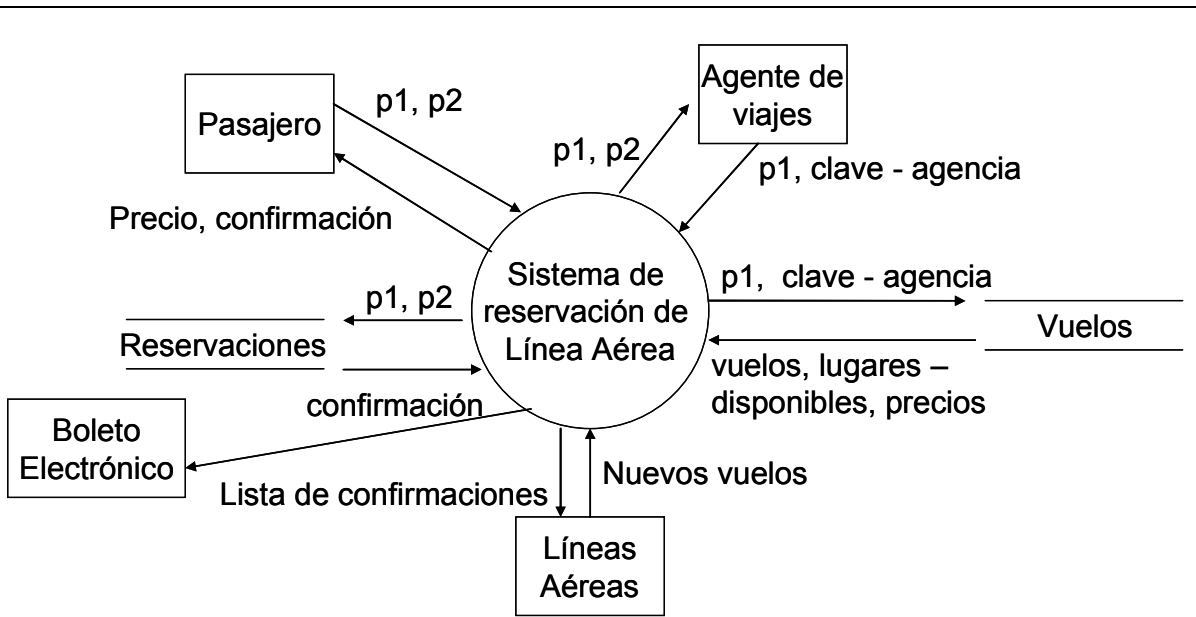 Agente de
viajes
p1, p2
Pasajero
p1, p2
p1, clave - agencia
Precio, confirmación
Sistema de
reservación de
Línea Aérea
p1, clave - agencia
p1, p2
Vuelos
Reservaciones
vuelos, lugares –
disponibles, precios
confirmación
Boleto
Electrónico
Nuevos vuelos
Lista de confirmaciones
Líneas
Aéreas